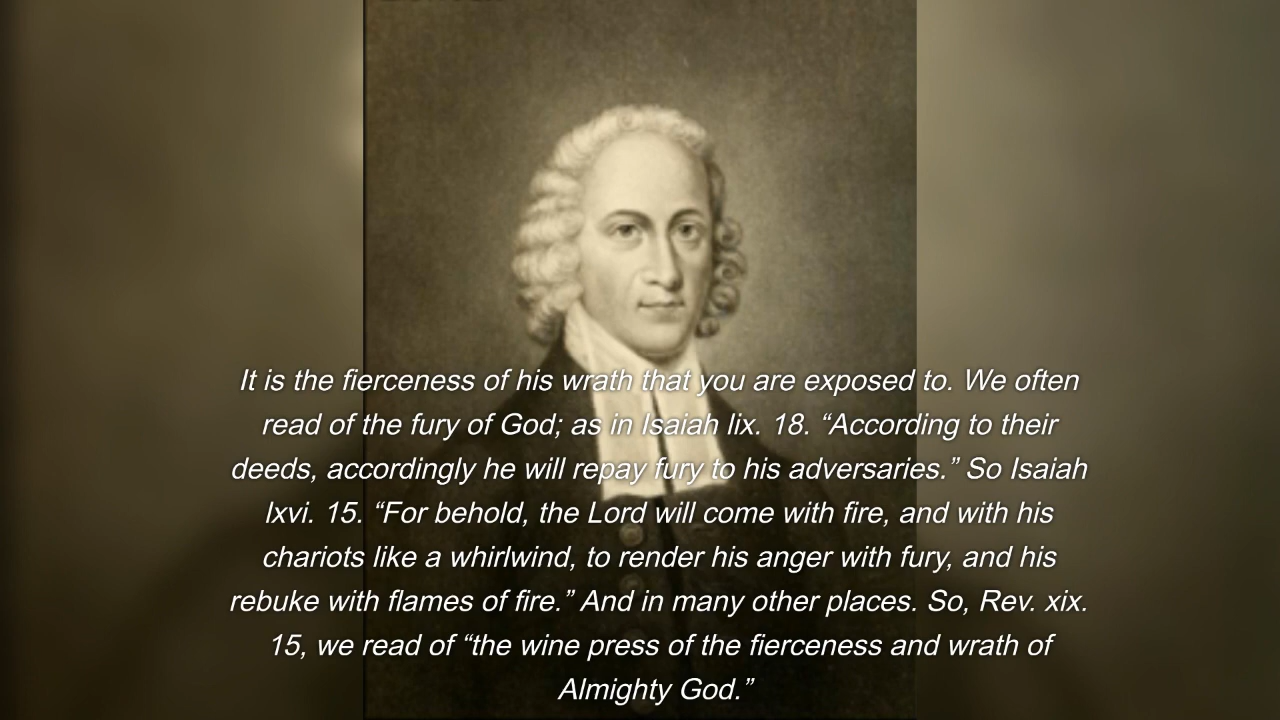 It is the fierceness of his wrath that you are exposed to. We often
read of the fury of God; as in Isaiah lix. 18. “According to their
deeds, accordingly he will repay fury to his adversaries.” So Isaiah
lxvi. 15. “For behold, the Lord will come with fire, and with his
chariots like a whirlwind, to render his anger with fury, and his
rebuke with flames of fire.” And in many other places. So, Rev. xix.
15, we read of “the wine press of the fierceness and wrath of
Almighty God.”